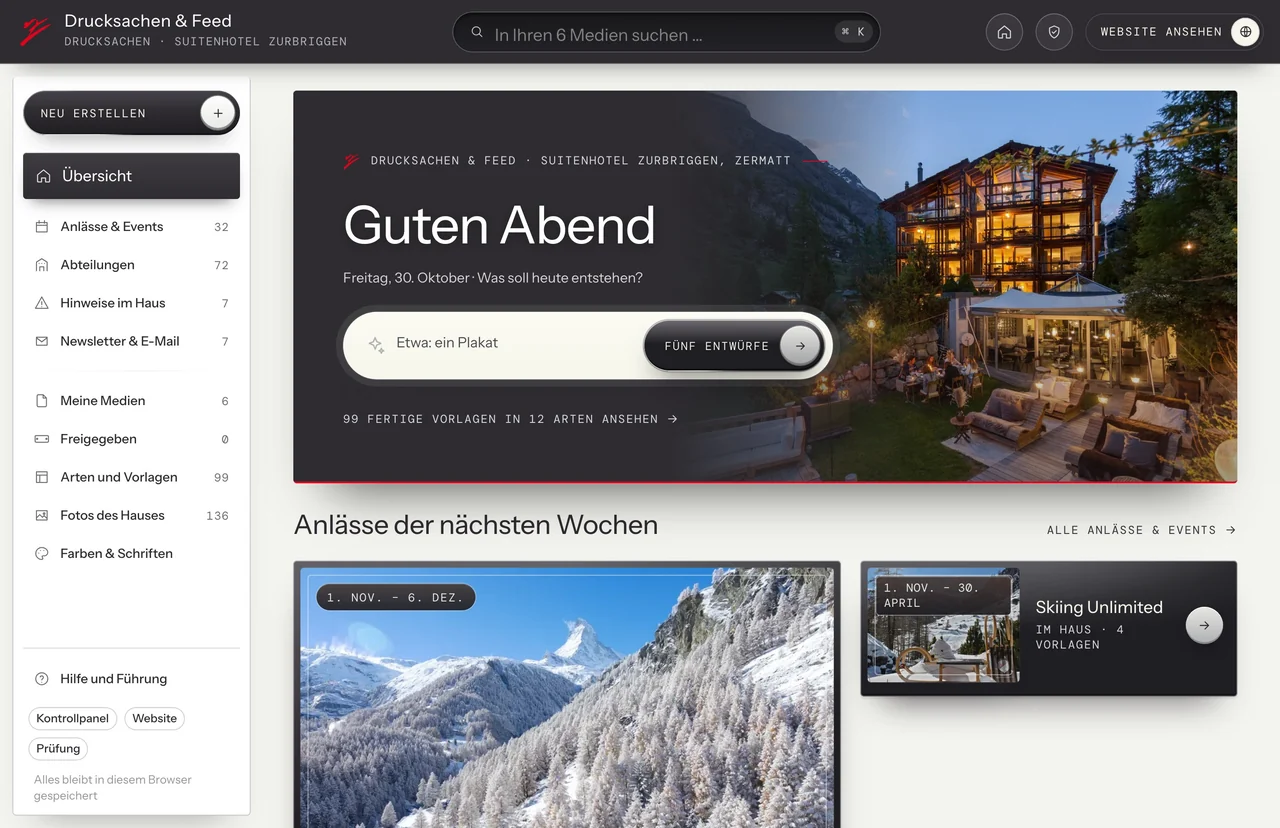 Drucksachen & Feed
DRUCKSACHEN · SUITENHOTEL ZURBRIGGEN
In Ihren 6 Medien suchen ...
⌘ K
WEBSITE ANSEHEN
NEU ERSTELLEN
Übersicht
Anlässe & Events 32
Abteilungen 72
Hinweise im Haus 7
Newsletter & E-Mail 7
Meine Medien 6
Freigegeben 0
Arten und Vorlagen 99
Fotos des Hauses 136
Farben & Schriften
Hilfe und Führung
Kontrollpanel Website
Prüfung
Alles bleibt in diesem Browser
gespeichert
DRUCKSACHEN & FEED · SUITENHOTEL ZURBRIGGEN, ZERMATT
Guten Abend
Freitag, 30. Oktober · Was soll heute entstehen?
Etwa: ein Plakat
FÜNF ENTWÜRFE →
99 FERTIGE VORLAGEN IN 12 ARTEN ANSEHEN →
Anlässe der nächsten Wochen
ALLE ANLÄSSE & EVENTS →
1. NOV. – 6. DEZ.
1. NOV. – 30.
APRIL
Skiing Unlimited
IM HAUS · 4
VORLAGEN
→